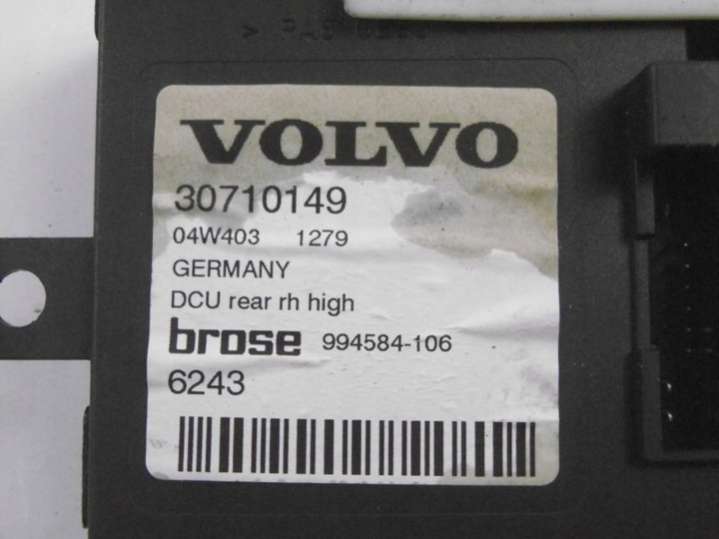 VOLVO
30710149
04W403 1279
GERMANY
DCU rear rh high
brose 994584-106
6243